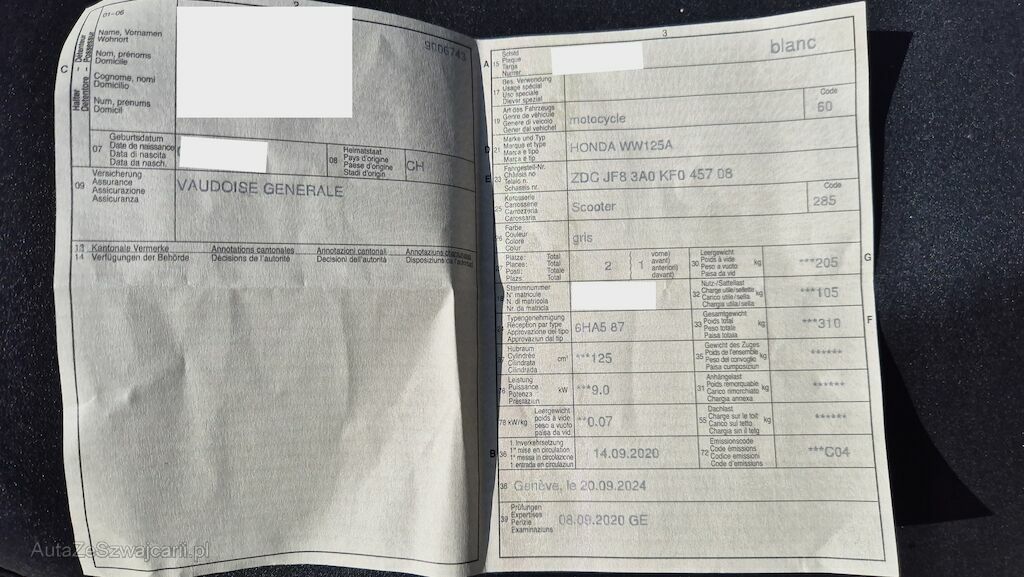 2
01-06
C
Halter - Détenteur
Detentore - Possessur
Name, Vornamen
Wohnort
Nom, prénoms
Domicile
Cognome, nomi
Domicilio
Num, prenums
Domicil
9006743
07
Geburtsdatum
Date de naissance
Data di nascita
Data da nasch.
08
Heimatstaat
Pays d'origine
Paese d'origine
Stadi d'origin
CH
09
Versicherung
Assurance
Assicurazione
Assicuranza
VAUDOISE GENERALE
13 Kantonale Vermerke Annotations cantonales Annotazioni cantonali Annotaziuns chantunalas
14 Verfügungen der Behörde Décisions de l'autorité Decisioni dell'autorità Disposiziuns da l'autoritad
3
A
15
Schild
Plaque
Targa
Numer
blanc
17
Bes. Verwendung
Usage spécial
Uso speciale
Diever spezial
19
Art des Fahrzeugs
Genre de véhicule
Genere di veicolo
Gener dal vehichel
motocycle
Code
60
D
21
Marke und Typ
Marque et type
Marca e tipo
Marca e tip
HONDA WW125A
E
23
Fahrgestell-Nr.
Châssis no
Telaio n.
Schassis nr.
ZDC JF8 3A0 KF0 457 08
25
Karosserie
Carrosserie
Carrozzeria
Carossaria
Scooter
Code
285
Farbe
Couleur
Colore
Colur
gris
27
Plätze: Total
Places: Total
Posti: Totale
Plazs: Total
2
1
vorne)
avant)
anteriori)
davant)
30
Leergewicht
Poids à vide
Peso a vuoto
Paisa da vid
kg
***205
G
18
Stammnummer
N° matricule
N. di matricola
Nr. da matricla
32
Nutz-/Sattellast
Charge utile/sellette
Carico utile/sella
Chargia utila/sella
kg
***105
24
Typengenehmigung
Réception par type
Approvazione del tipo
Approvaziun dal tip
6HA5 87
33
Gesamtgewicht
Poids total
Peso totale
Paisa totala
kg
***310
F
37
Hubraum
Cylindrée
Cilindrata
Cilindrada
cm³
***125
35
Gewicht des Zuges
Poids de l'ensemble
Peso del convoglio
Paisa cumposiziun
kg
******
76
Leistung
Puissance
Potenza
Prestaziun
kW
***9.0
31
Anhängelast
Poids remorquable
Carico rimorchiato
Chargia annexa
kg
******
78 kW/kg
Leergewicht
poids à vide
peso a vuoto
paisa da vid
**0.07
55
Dachlast
Charge sur le toit
Carico sul tetto
Chargia sin il tetg
kg
******
B
36
1. Inverkehrsetzung
1re mise en circulation
1a messa in circolazione
1. entrada en circulaziun
14.09.2020
72
Emissionscode
Code émissions
Codice emissioni
Code d'emissiuns
***C04
38
Genève, le 20.09.2024
39
Prüfungen
Expertises
Perizie
Examinaziuns
08.09.2020 GE
AutaZeSzwajcarii.pl